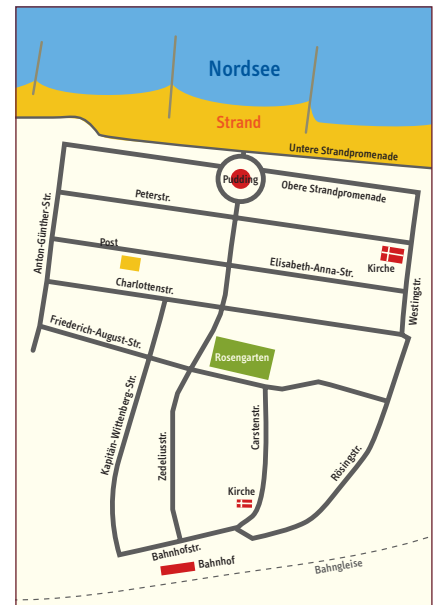 Nordsee
Strand
Untere Strandpromenade
Pudding
Obere Strandpromenade
Peterstr.
Anton-Günther-Str.
Post
Elisabeth-Anna-Str.
Kirche
Westingstr.
Charlottenstr.
Friederich-August-Str.
Rosengarten
Kapitän-Wittenberg-Str.
Zedeliusstr.
Carstenstr.
Rösingstr.
Kirche
Bahnhofstr.
Bahnhof
Bahngleise